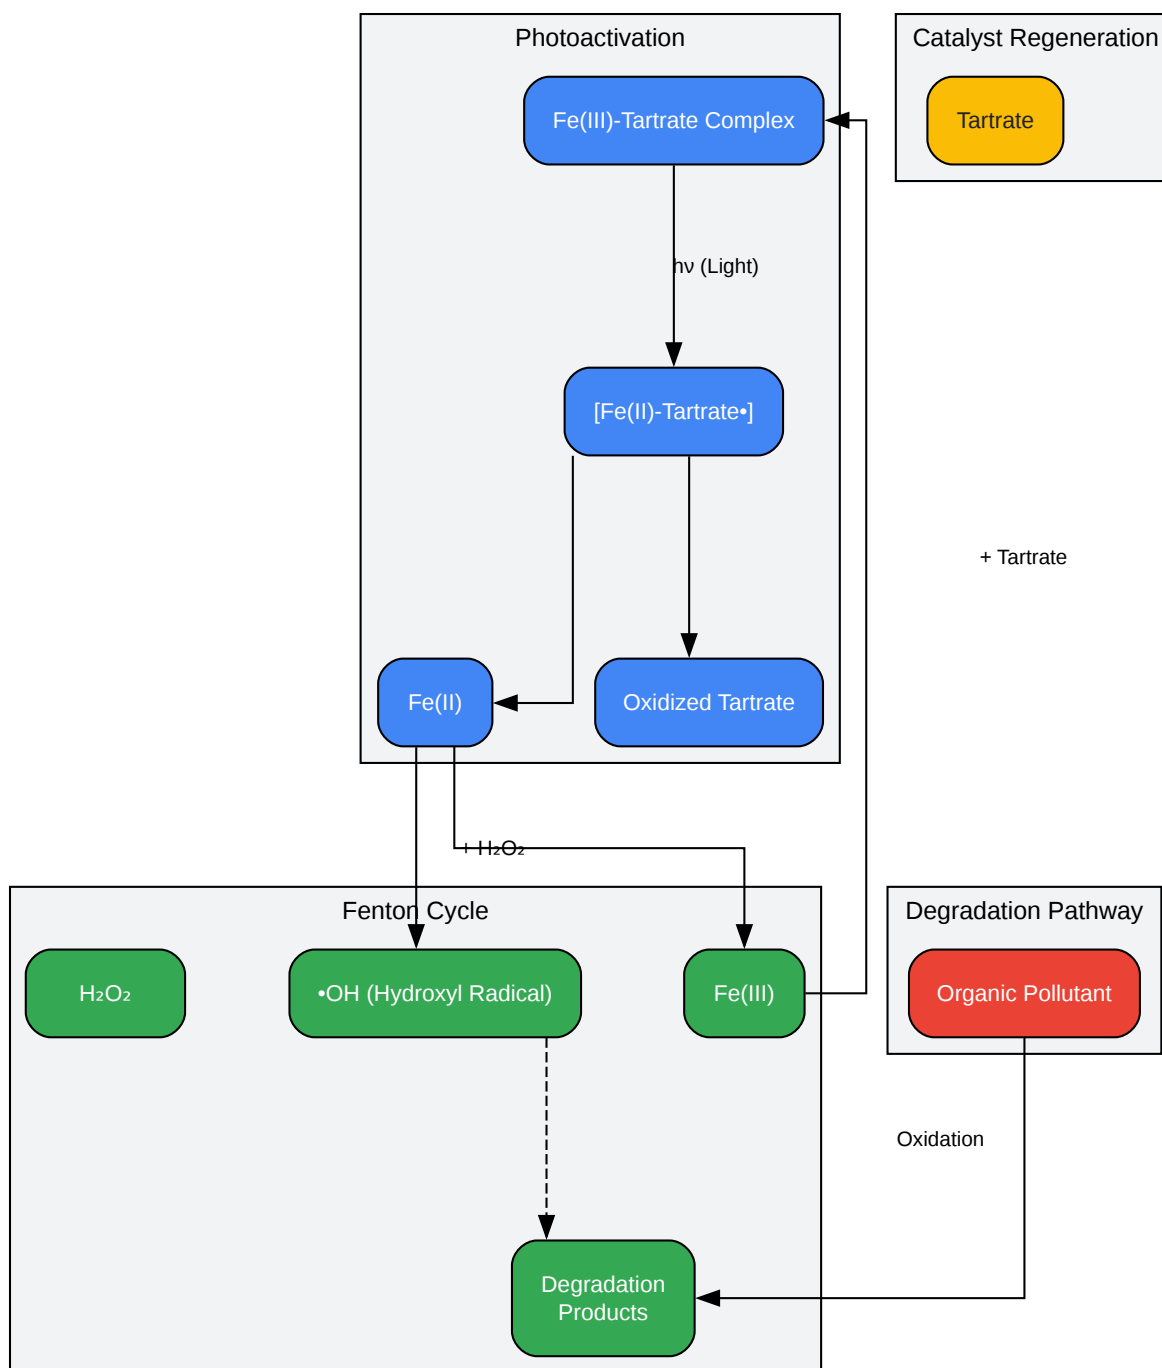 Photoactivation
Catalyst Regeneration
Fe(III)-Tartrate Complex
Tartrate
hν (Light)
[Fe(II)-Tartrate•]
+ Tartrate
Fe(II)
Oxidized Tartrate
+ H₂O₂
Fenton Cycle
Degradation Pathway
H₂O₂
•OH (Hydroxyl Radical)
Fe(III)
Organic Pollutant
Oxidation
Degradation
Products